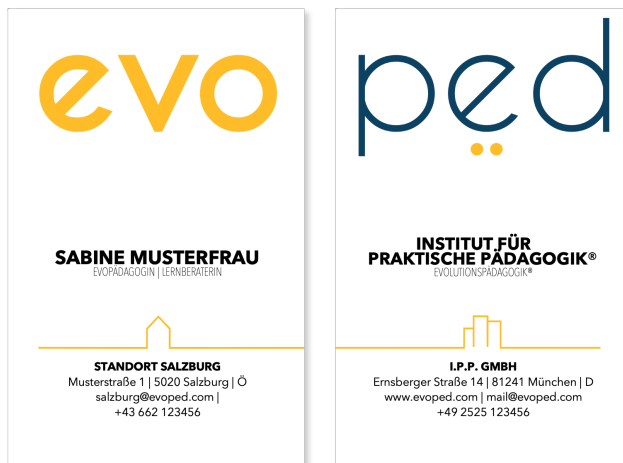 evo
SABINE MUSTERFRAU
EVOPÄDAGOGIN | LERNBERATERIN
STANDORT SALZBURG
Musterstraße 1 | 5020 Salzburg | Ö
salzburg@evoped.com |
+43 662 123456
ped
INSTITUT FÜR
PRAKTISCHE PÄDAGOGIK®
EVOLUTIONSPÄDAGOGIK®
I.P.P. GMBH
Ernsberger Straße 14 | 81241 München | D
www.evoped.com | mail@evoped.com
+49 2525 123456